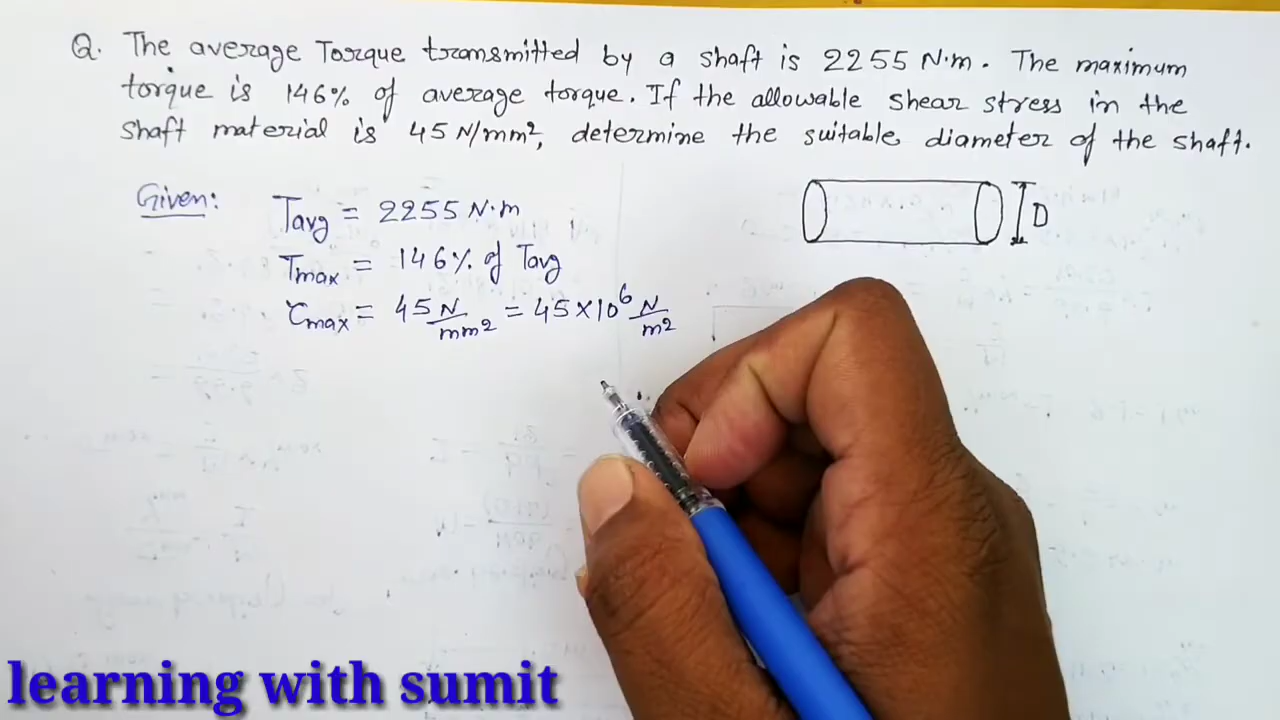 Q. The average Torque transmitted by a shaft is 2255 N·m. The maximum
torque is 146% of average torque. If the allowable shear stress in the
shaft material is 45 N/mm², determine the suitable diameter of the shaft.
Given:
Tavg = 2255 N·m
Tmax = 146% of Tavg
τmax = 45 N/mm² = 45×10⁶ N/m²
D
learning with sumit